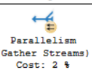 Parallelism
Gather Streams)
Cost: 2 %